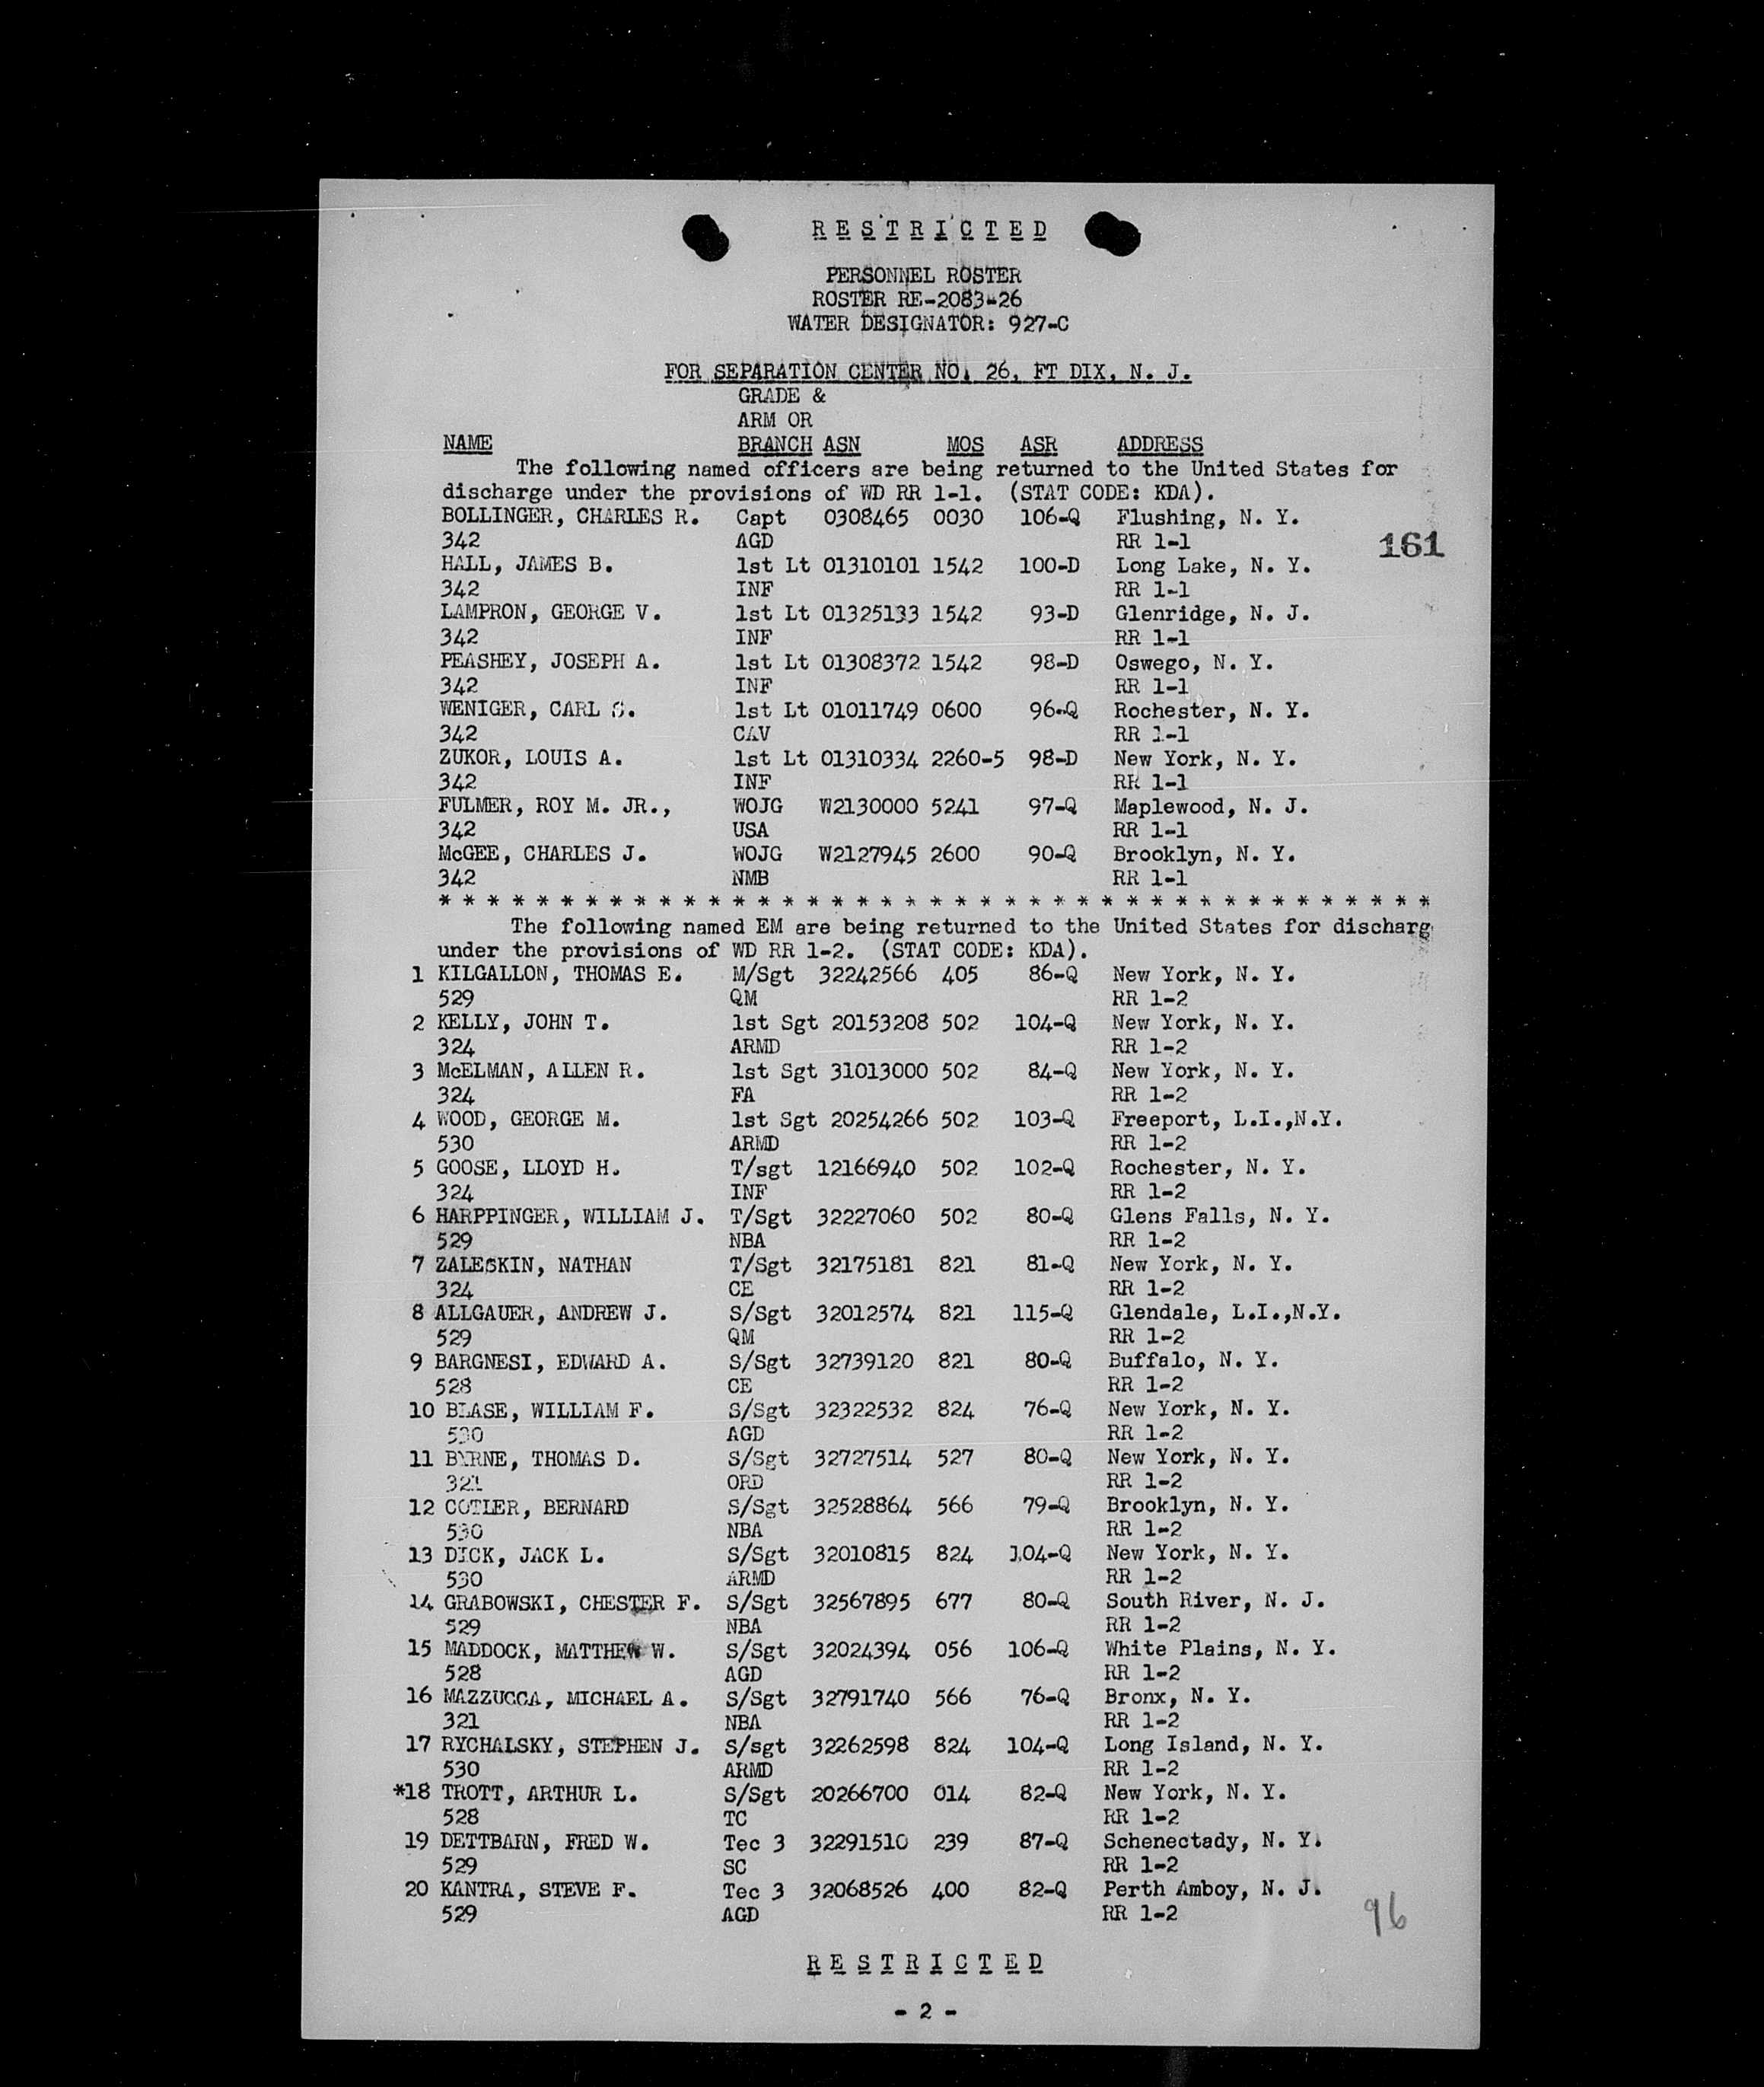 RESTRICTED
PERSONNEL ROSTER
ROSTER RE-2083-26
WATER DESIGNATOR: 927-C
FOR SEPARATION CENTER NO. 26, FT DIX, N. J.
GRADE &
ARM OR
NAME BRANCH ASN MOS ASR ADDRESS
The following named officers are being returned to the United States for
discharge under the provisions of WD RR 1-1. (STAT CODE: KDA).
BOLLINGER, CHARLES R. Capt 0308465 0030 106-Q Flushing, N. Y.
342 AGD RR 1-1 161
HALL, JAMES B. 1st Lt 01310101 1542 100-D Long Lake, N. Y.
342 INF RR 1-1
LAMPRON, GEORGE V. 1st Lt 01325133 1542 93-D Glenridge, N. J.
342 INF RR 1-1
PEASHEY, JOSEPH A. 1st Lt 01308372 1542 98-D Oswego, N. Y.
342 INF RR 1-1
WENIGER, CARL S. 1st Lt 01011749 0600 96-Q Rochester, N. Y.
342 CAV RR 1-1
ZUKOR, LOUIS A. 1st Lt 01310334 2260-5 98-D New York, N. Y.
342 INF RR 1-1
FULMER, ROY M. JR., WOJG W2130000 5241 97-Q Maplewood, N. J.
342 USA RR 1-1
McGEE, CHARLES J. WOJG W2127945 2600 90-Q Brooklyn, N. Y.
342 NMB RR 1-1
* * * * * * * * * * * * * * * * * * * * * * * * * * * * * * * * * * * * * * * * *
The following named EM are being returned to the United States for discharg
under the provisions of WD RR 1-2. (STAT CODE: KDA).
1 KILGALLON, THOMAS E. M/Sgt 32242566 405 86-Q New York, N. Y.
529 QM RR 1-2
2 KELLY, JOHN T. 1st Sgt 20153208 502 104-Q New York, N. Y.
324 ARMD RR 1-2
3 McELMAN, ALLEN R. 1st Sgt 31013000 502 84-Q New York, N. Y.
324 FA RR 1-2
4 WOOD, GEORGE M. 1st Sgt 20254266 502 103-Q Freeport, L.I.,N.Y.
530 ARMD RR 1-2
5 GOOSE, LLOYD H. T/sgt 12166940 502 102-Q Rochester, N. Y.
324 INF RR 1-2
6 HARPPINGER, WILLIAM J. T/Sgt 32227060 502 80-Q Glens Falls, N. Y.
529 NBA RR 1-2
7 ZALESKIN, NATHAN T/Sgt 32175181 821 81-Q New York, N. Y.
324 CE RR 1-2
8 ALLGAUER, ANDREW J. S/Sgt 32012574 821 115-Q Glendale, L.I.,N.Y.
529 QM RR 1-2
9 BARGNESI, EDWARD A. S/Sgt 32739120 821 80-Q Buffalo, N. Y.
528 CE RR 1-2
10 BLASE, WILLIAM F. S/Sgt 32322532 824 76-Q New York, N. Y.
530 AGD RR 1-2
11 BYRNE, THOMAS D. S/Sgt 32727514 527 80-Q New York, N. Y.
321 ORD RR 1-2
12 COTLER, BERNARD S/Sgt 32528864 566 79-Q Brooklyn, N. Y.
530 NBA RR 1-2
13 DICK, JACK L. S/Sgt 32010815 824 104-Q New York, N. Y.
530 ARMD RR 1-2
14 GRABOWSKI, CHESTER F. S/Sgt 32567895 677 80-Q South River, N. J.
529 NBA RR 1-2
15 MADDOCK, MATTHEW W. S/Sgt 32024394 056 106-Q White Plains, N. Y.
528 AGD RR 1-2
16 MAZZUCCA, MICHAEL A. S/Sgt 32791740 566 76-Q Bronx, N. Y.
321 NBA RR 1-2
17 RYCHALSKY, STEPHEN J. S/sgt 32262598 824 104-Q Long Island, N. Y.
530 ARMD RR 1-2
*18 TROTT, ARTHUR L. S/Sgt 20266700 014 82-Q New York, N. Y.
528 TC RR 1-2
19 DETTBARN, FRED W. Tec 3 32291510 239 87-Q Schenectady, N. Y.
529 SC RR 1-2
20 KANTRA, STEVE F. Tec 3 32068526 400 82-Q Perth Amboy, N. J.
529 AGD RR 1-2 96
RESTRICTED
- 2 -